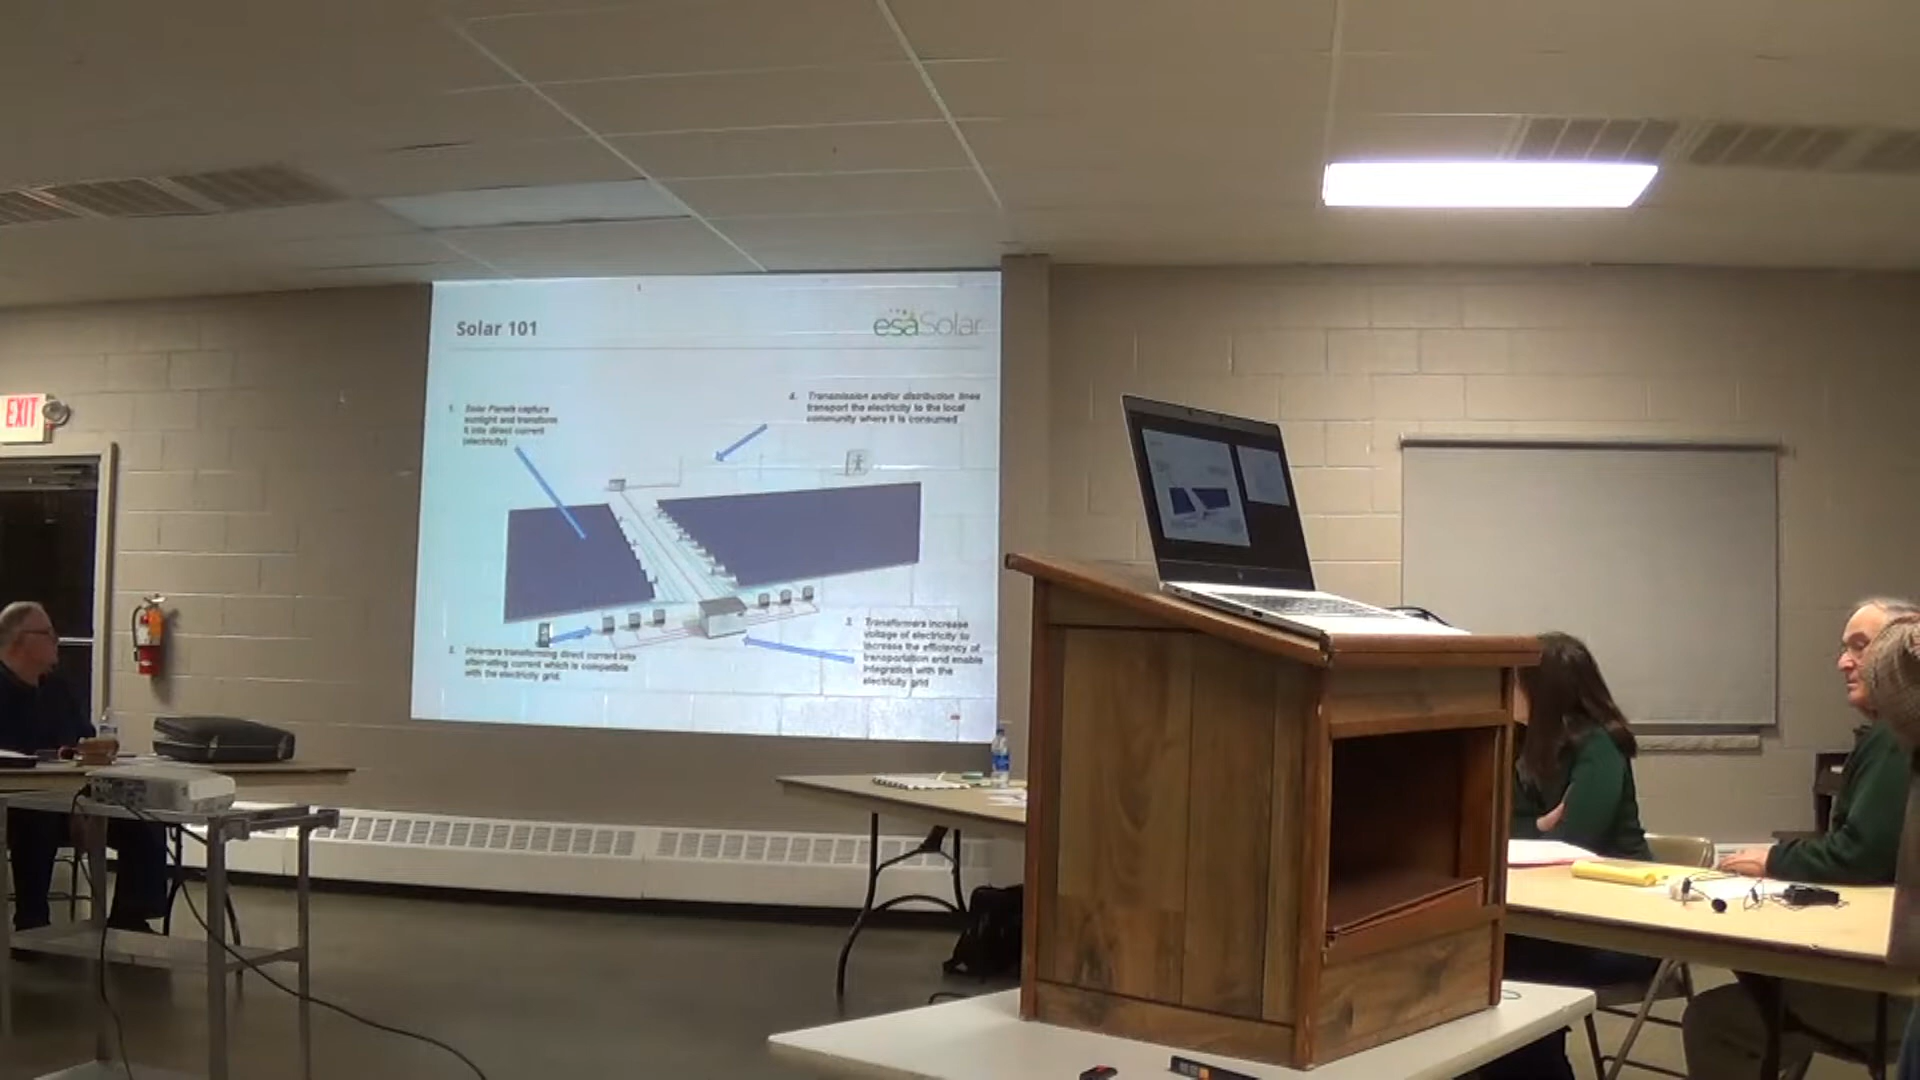 Solar 101
esaSolar
1. Solar Panels capture
sunlight and transform
it into direct current
(electricity)
4. Transmission and/or distribution lines
transport the electricity to the local
community where it is consumed
EXIT
2. Inverters transforming direct current into
alternating current which is compatible
with the electricity grid.
3. Transformers increase
voltage of electricity to
increase the efficiency of
transportation and enable
integration with the
electricity grid